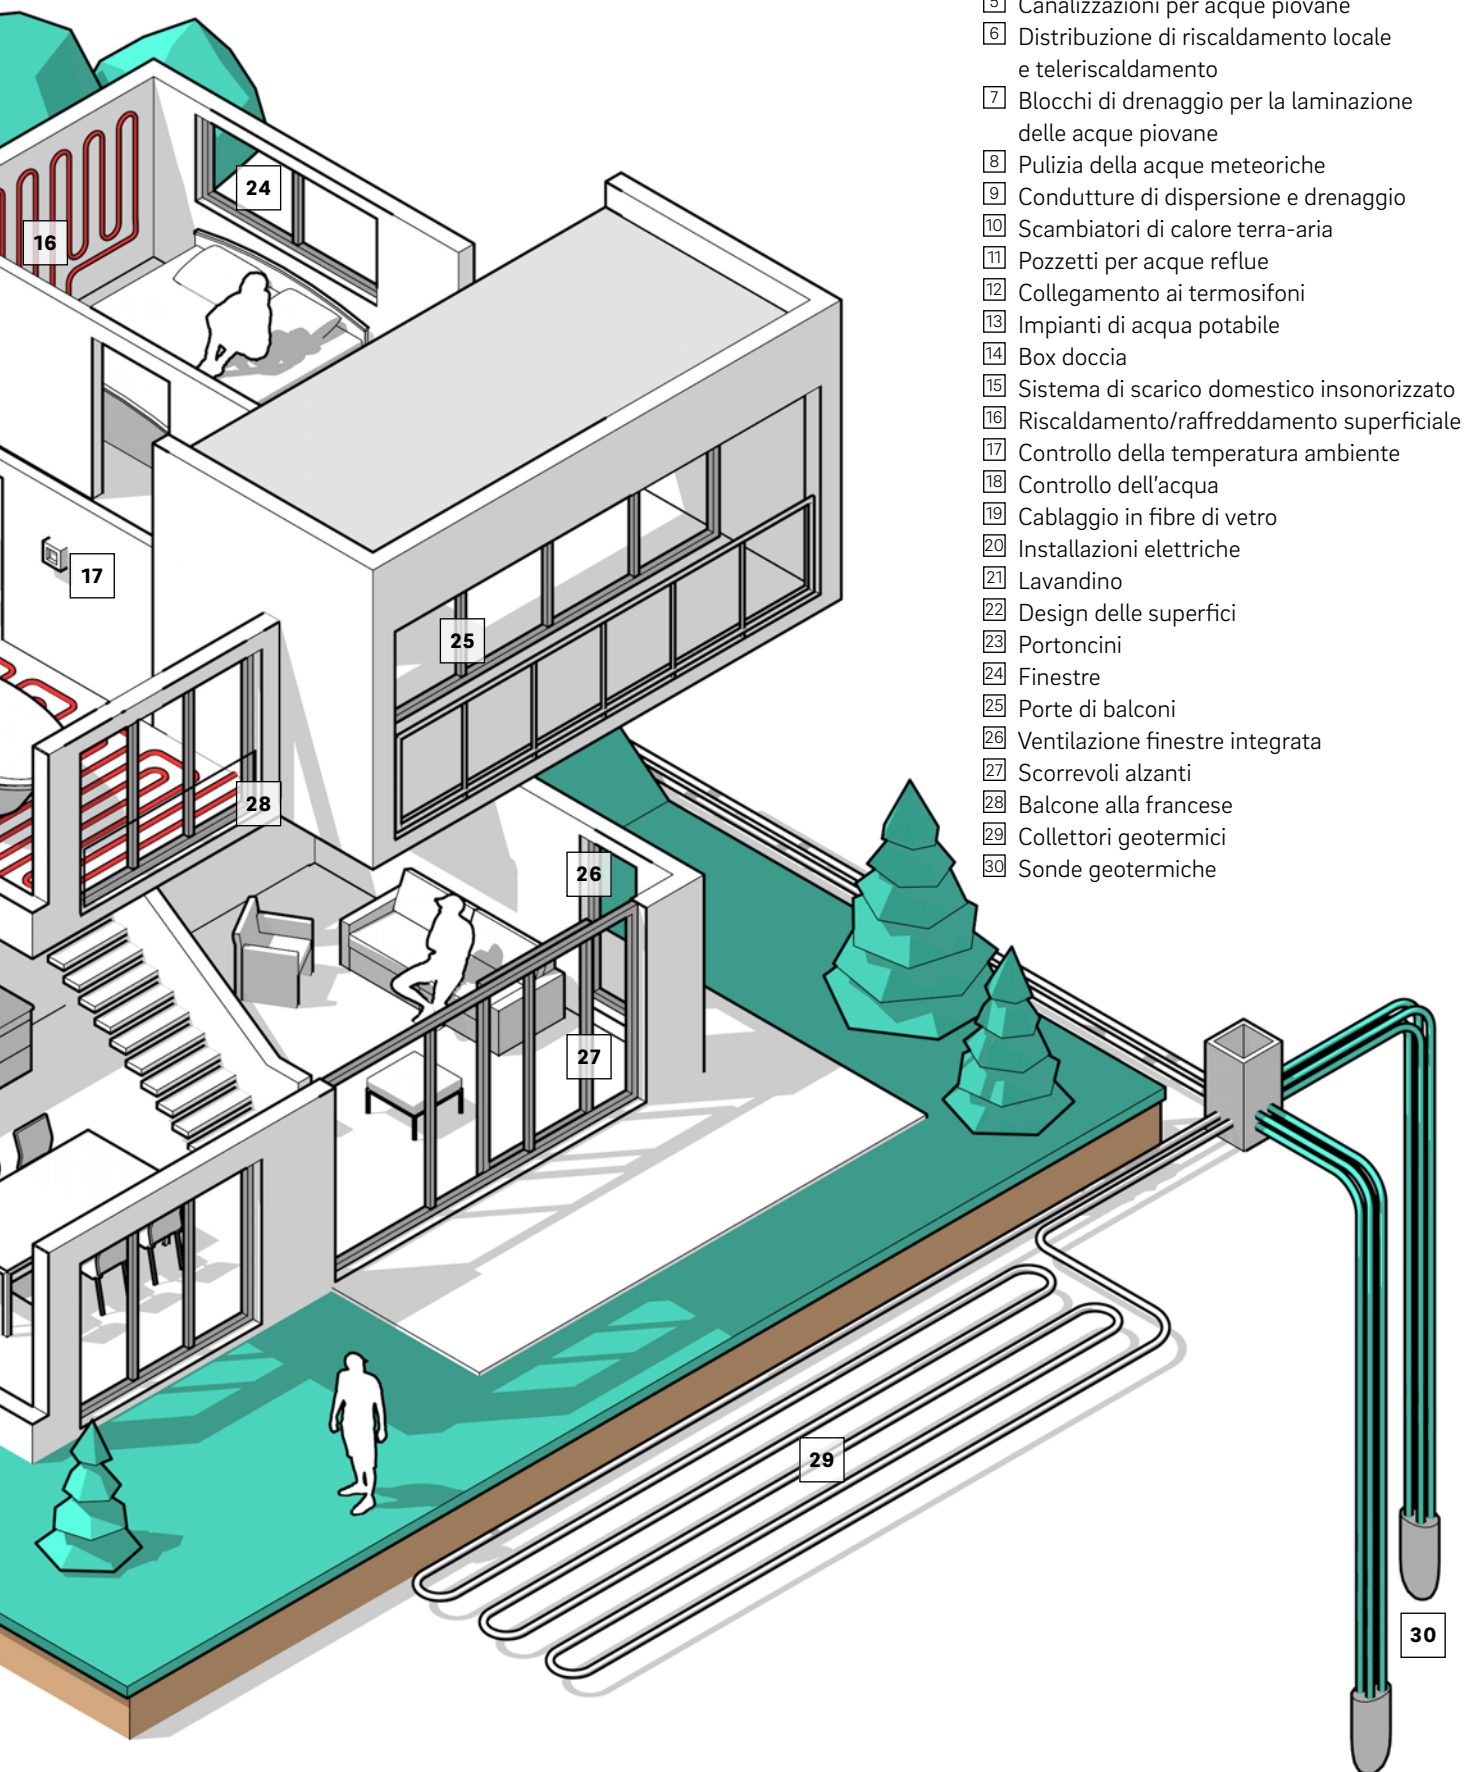 5 Canalizzazioni per acque piovane
6 Distribuzione di riscaldamento locale
e teleriscaldamento
7 Blocchi di drenaggio per la laminazione
delle acque piovane
8 Pulizia della acque meteoriche
9 Condutture di dispersione e drenaggio
10 Scambiatori di calore terra-aria
11 Pozzetti per acque reflue
12 Collegamento ai termosifoni
13 Impianti di acqua potabile
14 Box doccia
15 Sistema di scarico domestico insonorizzato
16 Riscaldamento/raffreddamento superficiale
17 Controllo della temperatura ambiente
18 Controllo dell'acqua
19 Cablaggio in fibre di vetro
20 Installazioni elettriche
21 Lavandino
22 Design delle superfici
23 Portoncini
24 Finestre
25 Porte di balconi
26 Ventilazione finestre integrata
27 Scorrevoli alzanti
28 Balcone alla francese
29 Collettori geotermici
30 Sonde geotermiche
24
16
17
25
28
26
27
29
30